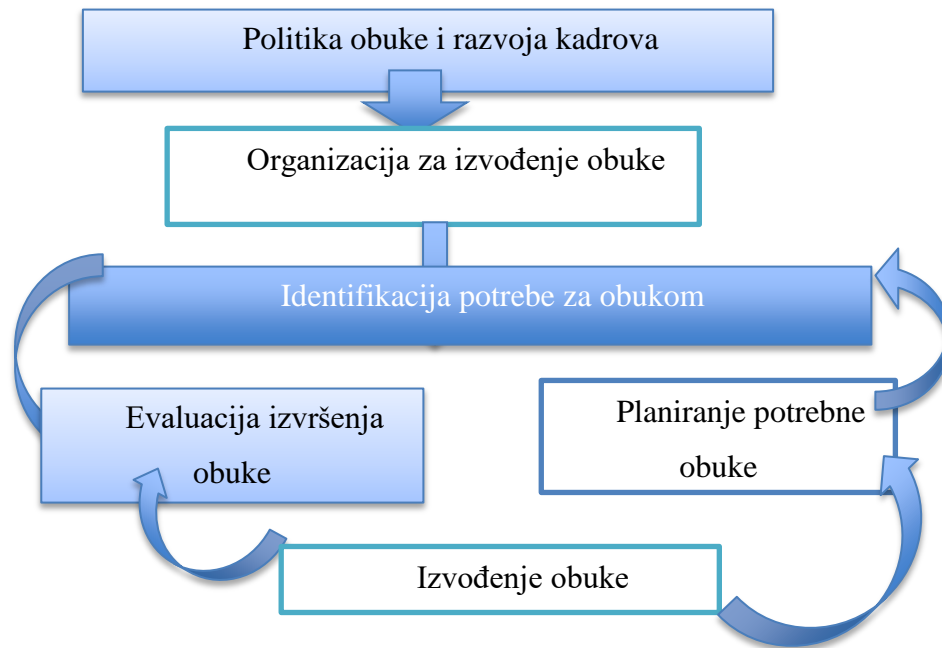 Politika obuke i razvoja kadrova
Organizacija za izvođenje obuke
Identifikacija potrebe za obukom
Evaluacija izvršenja
obuke
Planiranje potrebne
obuke
Izvođenje obuke